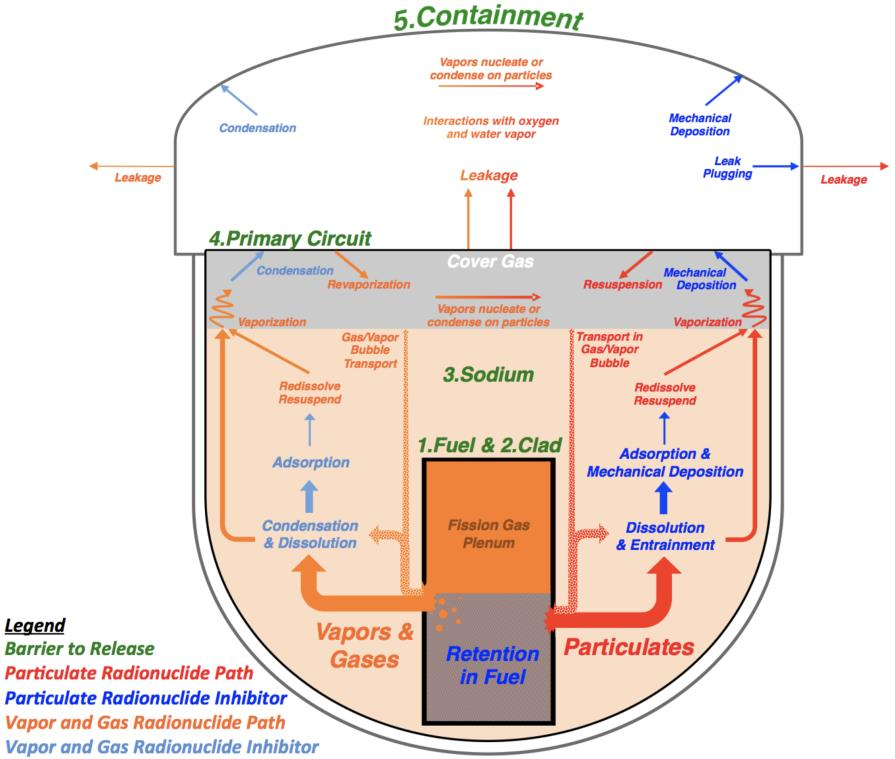 5.Containment
Vapors nucleate or
condense on particles
Condensation
Interactions with oxygen
and water vapor
Mechanical
Deposition
Leak
Plugging
Leakage
Leakage
Leakage
4.Primary Circuit
Cover Gas
Condensation
Revaporization
Resuspension
Mechanical
Deposition
Vaporization
Vapors nucleate or
condense on particles
Vaporization
Gas/Vapor
Bubble
Transport
Transport in
Gas/Vapor
Bubble
3.Sodium
Redissolve
Resuspend
Redissolve
Resuspend
1.Fuel & 2.Clad
Adsorption
Adsorption &
Mechanical Deposition
Condensation
& Dissolution
Fission Gas
Plenum
Dissolution
& Entrainment
Vapors &
Gases
Retention
in Fuel
Particulates
Legend
Barrier to Release
Particulate Radionuclide Path
Particulate Radionuclide Inhibitor
Vapor and Gas Radionuclide Path
Vapor and Gas Radionuclide Inhibitor